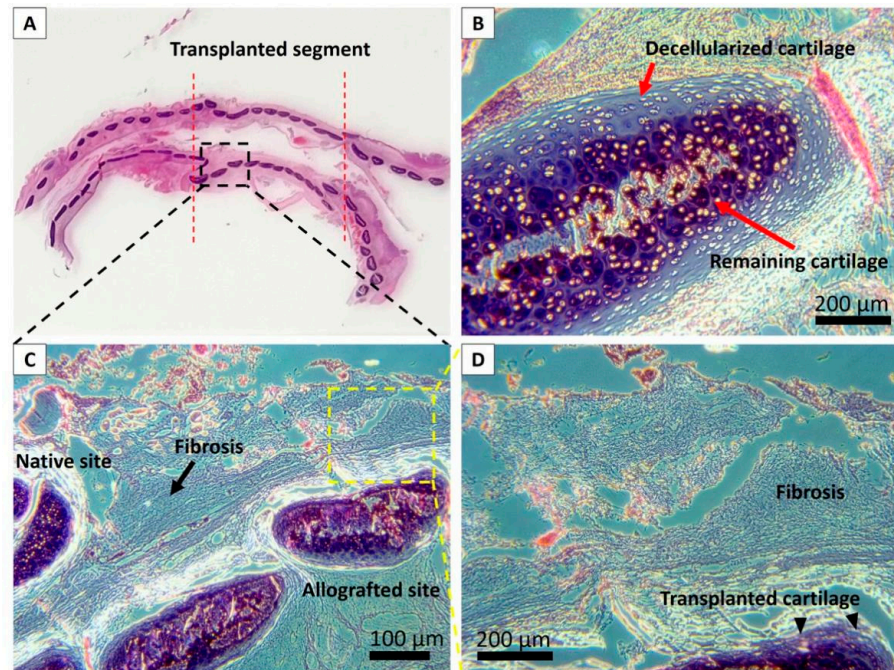 A
Transplanted segment
B
Decellularized cartilage
Remaining cartilage
200 μm
C
Native site
Fibrosis
Allografted site
100 μm
D
Fibrosis
Transplanted cartilage
200 μm